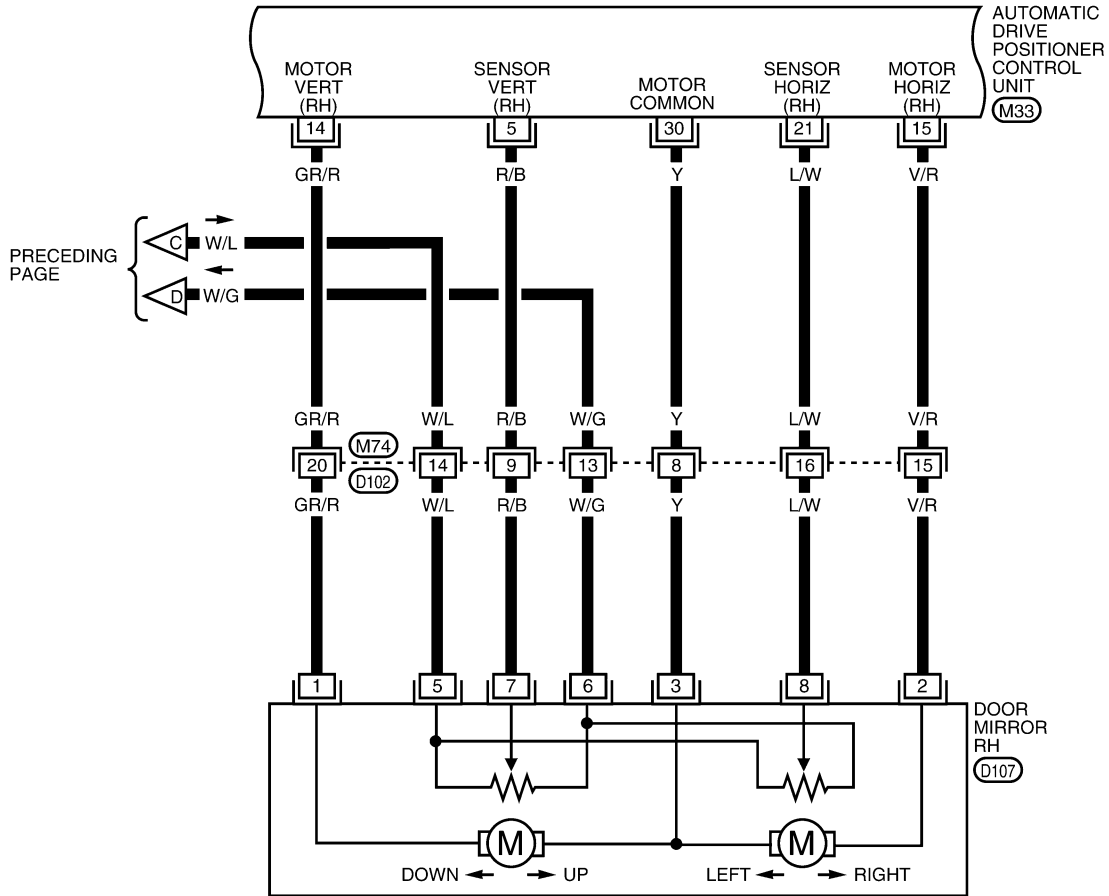 AUTOMATIC
DRIVE
POSITIONER
CONTROL
UNIT
M33
MOTOR
VERT
(RH)
SENSOR
VERT
(RH)
MOTOR
COMMON
SENSOR
HORIZ
(RH)
MOTOR
HORIZ (RH)
14 5 30 21 15
GR/R R/B Y L/W V/R
PRECEDING
PAGE
C W/L
D W/G
GR/R W/L R/B W/G Y L/W V/R
M74
20 14 9 13 8 16 15
D102
GR/R W/L R/B W/G Y L/W V/R
1 5 7 6 3 8 2
DOOR
MIRROR
RH
D107
M M
DOWN UP LEFT RIGHT